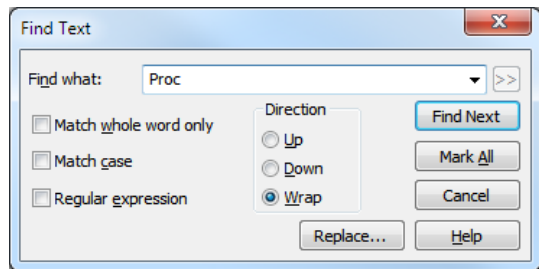 Find Text
Find what: Proc >>
Match whole word only
Match case
Regular expression
Direction
Up
Down
Wrap
Find Next
Mark All
Cancel
Replace... Help